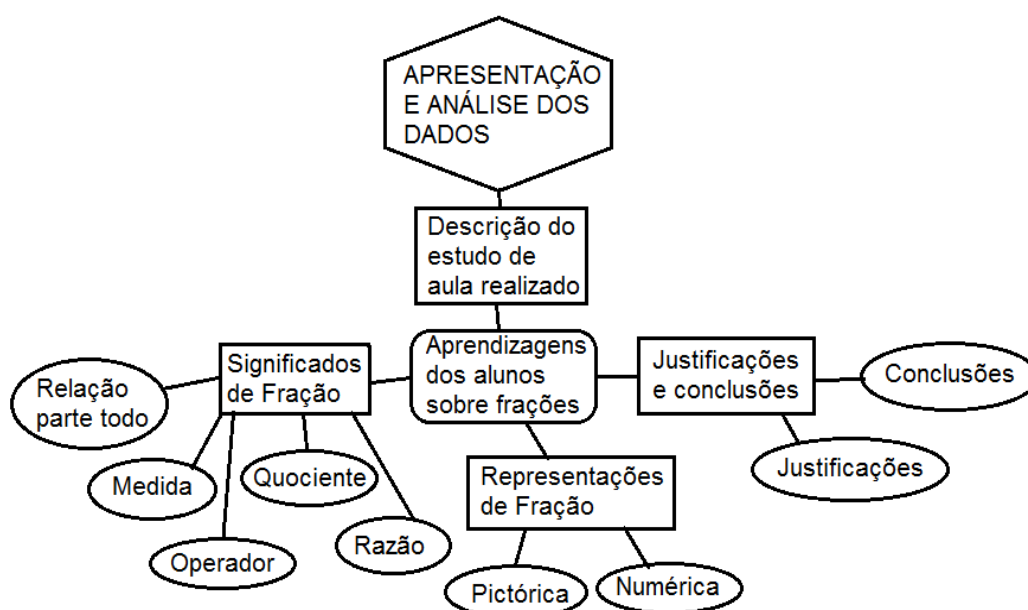 APRESENTAÇÃO
E ANÁLISE DOS
DADOS
Descrição do
estudo de
aula realizado
Aprendizagens
dos alunos
sobre frações
Significados
de Fração
Relação
parte todo
Medida
Operador
Quociente
Razão
Representações
de Fração
Pictórica
Numérica
Justificações
e conclusões
Conclusões
Justificações